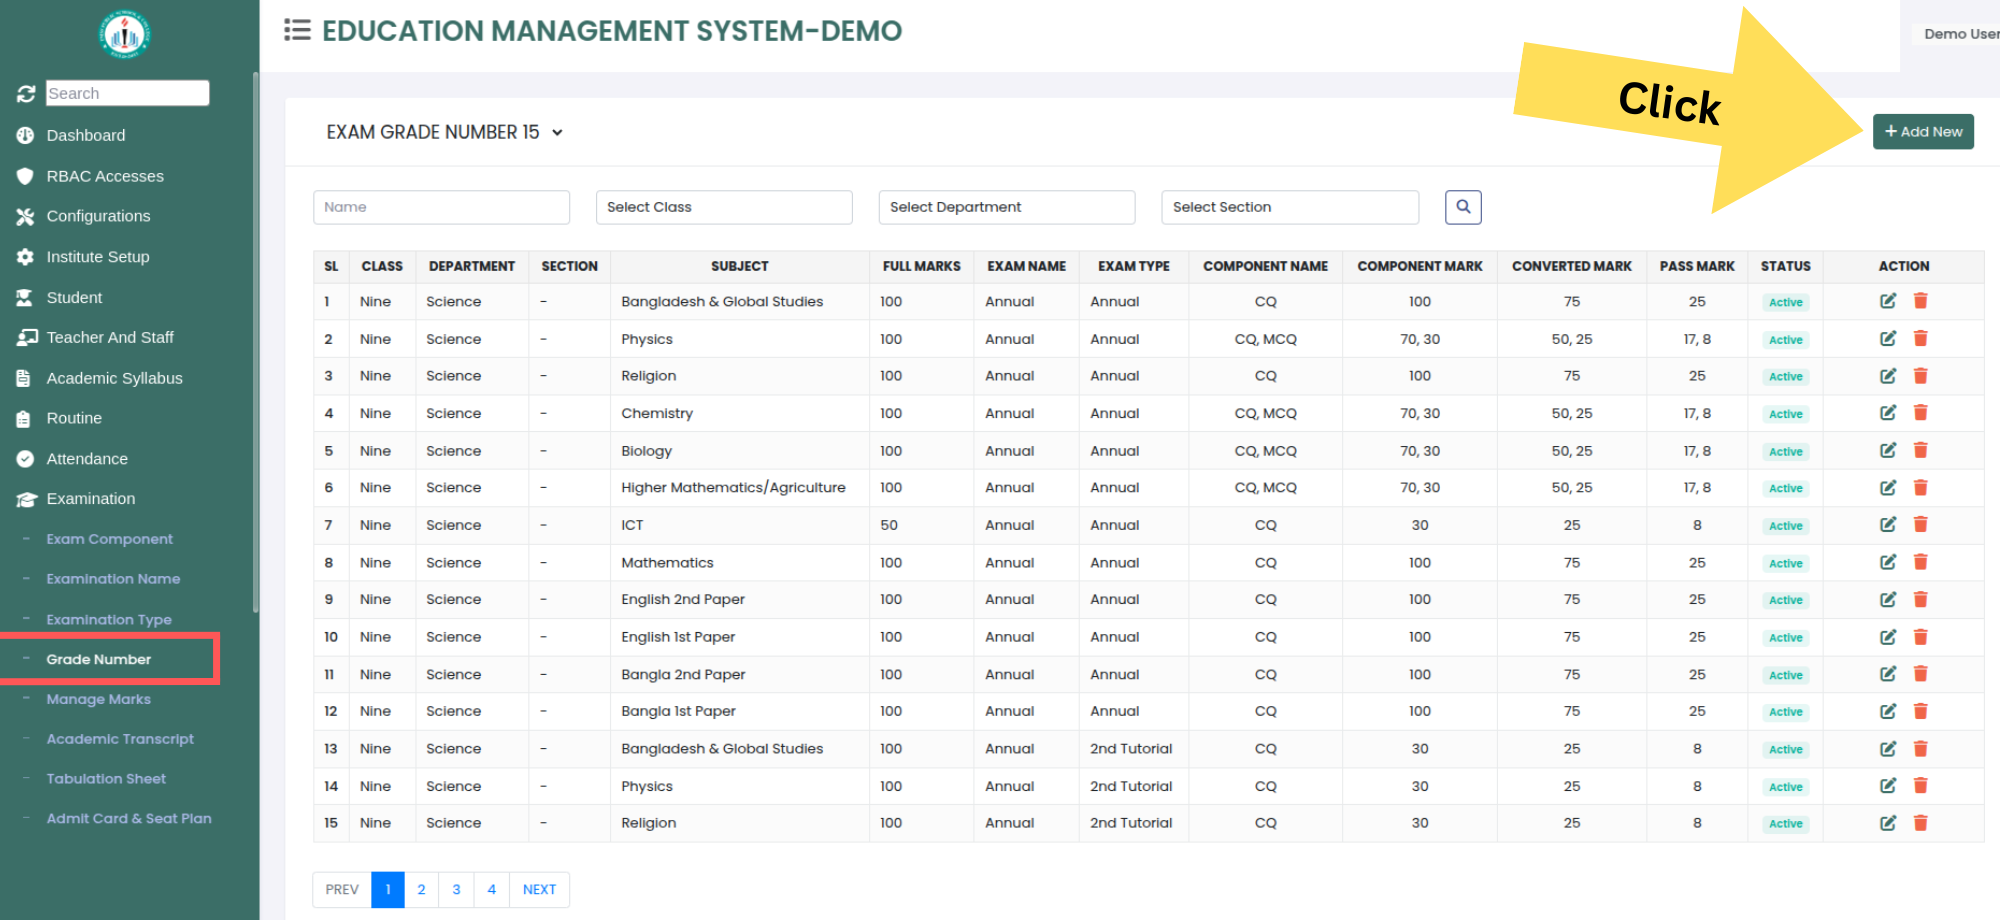 EDUCATION MANAGEMENT SYSTEM-DEMO
Demo User
Search
Dashboard
RBAC Accesses
Configurations
Institute Setup
Student
Teacher And Staff
Academic Syllabus
Routine
Attendance
Examination
- Exam Component
- Examination Name
- Examination Type
- Grade Number
- Manage Marks
- Academic Transcript
- Tabulation Sheet
- Admit Card & Seat Plan
EXAM GRADE NUMBER 15
Click
+ Add New
Name Select Class Select Department Select Section
SL CLASS DEPARTMENT SECTION SUBJECT FULL MARKS EXAM NAME EXAM TYPE COMPONENT NAME COMPONENT MARK CONVERTED MARK PASS MARK STATUS ACTION
1 Nine Science - Bangladesh & Global Studies 100 Annual Annual CQ 100 75 25 Active
2 Nine Science - Physics 100 Annual Annual CQ, MCQ 70, 30 50, 25 17, 8 Active
3 Nine Science - Religion 100 Annual Annual CQ 100 75 25 Active
4 Nine Science - Chemistry 100 Annual Annual CQ, MCQ 70, 30 50, 25 17, 8 Active
5 Nine Science - Biology 100 Annual Annual CQ, MCQ 70, 30 50, 25 17, 8 Active
6 Nine Science - Higher Mathematics/Agriculture 100 Annual Annual CQ, MCQ 70, 30 50, 25 17, 8 Active
7 Nine Science - ICT 50 Annual Annual CQ 30 25 8 Active
8 Nine Science - Mathematics 100 Annual Annual CQ 100 75 25 Active
9 Nine Science - English 2nd Paper 100 Annual Annual CQ 100 75 25 Active
10 Nine Science - English 1st Paper 100 Annual Annual CQ 100 75 25 Active
11 Nine Science - Bangla 2nd Paper 100 Annual Annual CQ 100 75 25 Active
12 Nine Science - Bangla 1st Paper 100 Annual Annual CQ 100 75 25 Active
13 Nine Science - Bangladesh & Global Studies 100 Annual 2nd Tutorial CQ 30 25 8 Active
14 Nine Science - Physics 100 Annual 2nd Tutorial CQ 30 25 8 Active
15 Nine Science - Religion 100 Annual 2nd Tutorial CQ 30 25 8 Active
PREV 1 2 3 4 NEXT